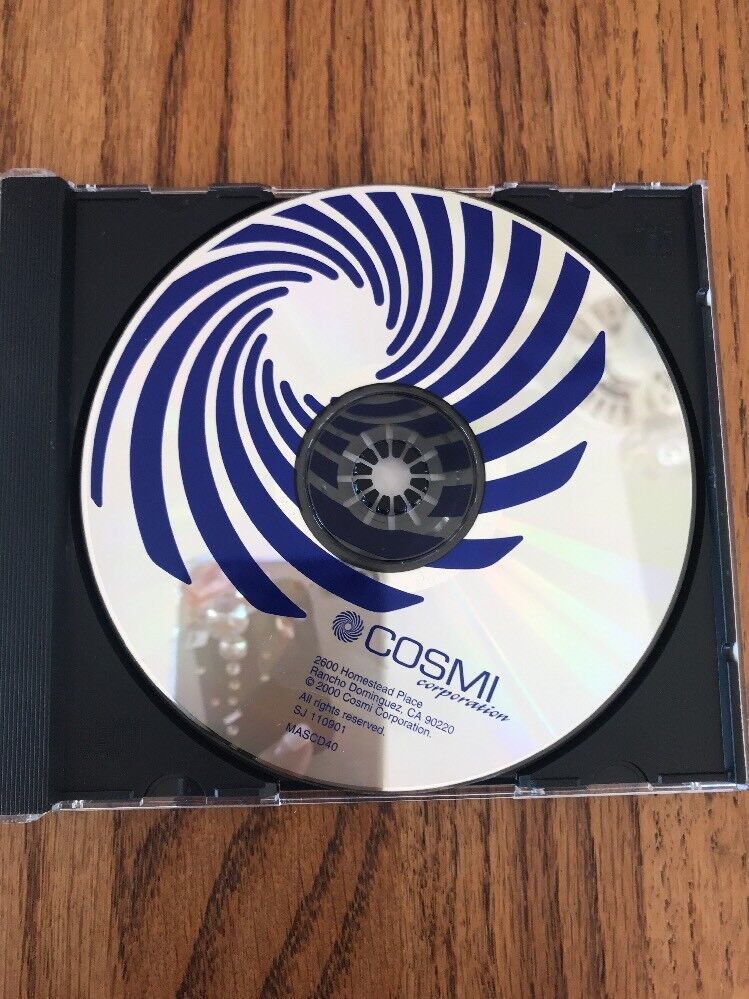 COSMI
corporation
2600 Homestead Place
Rancho Dominguez, CA 90220
© 2000 Cosmi Corporation.
All rights reserved.
SJ 110901
MASCD40